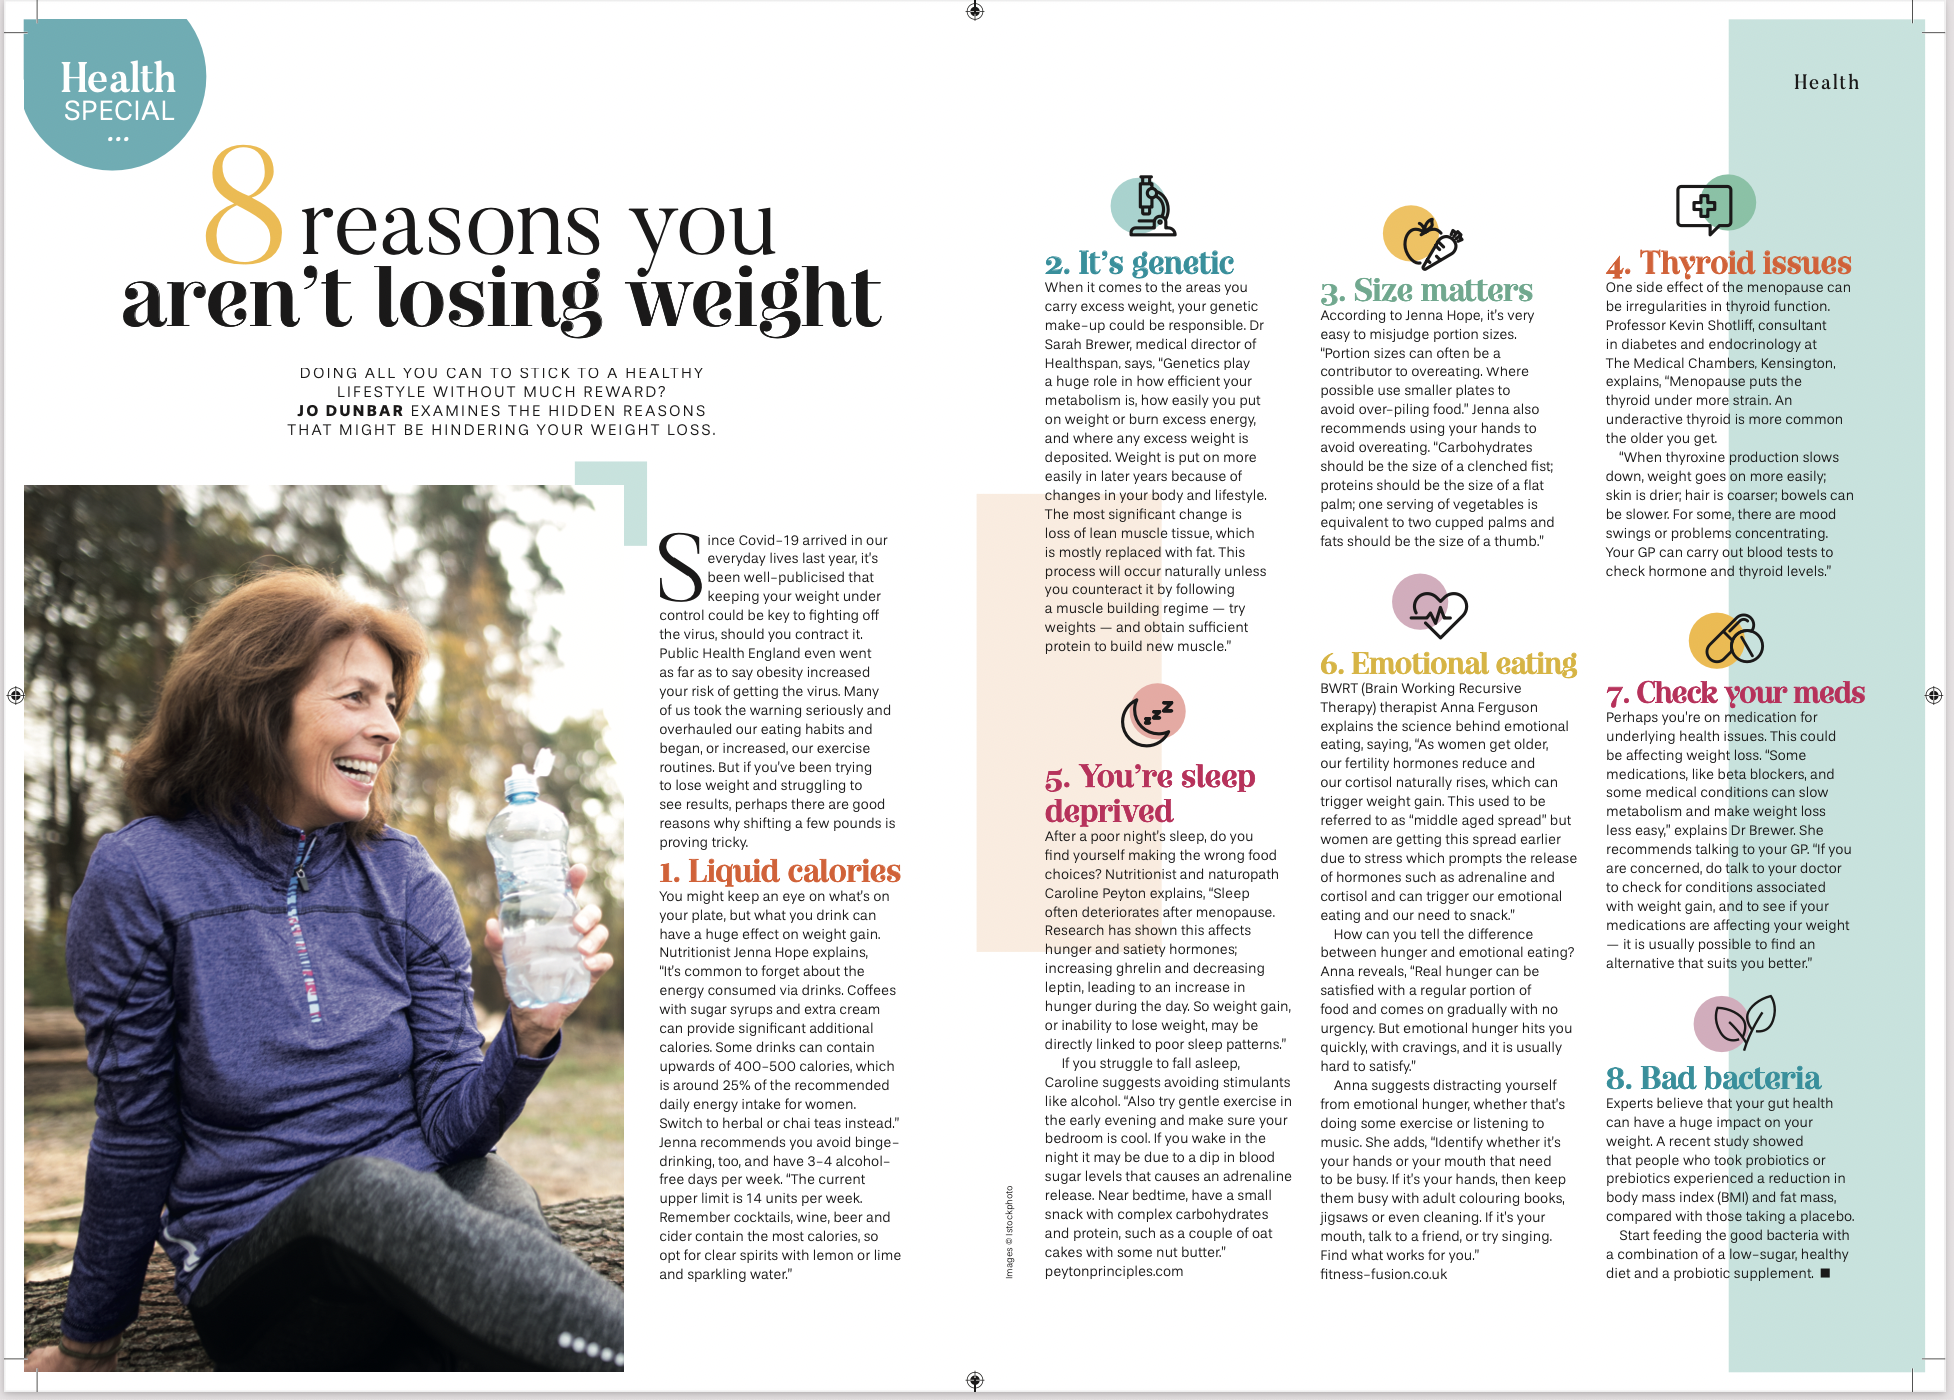 Health
SPECIAL
...
Health
8 reasons you
aren't losing weight
DOING ALL YOU CAN TO STICK TO A HEALTHY
LIFESTYLE WITHOUT MUCH REWARD?
JO DUNBAR EXAMINES THE HIDDEN REASONS
THAT MIGHT BE HINDERING YOUR WEIGHT LOSS.
Since Covid-19 arrived in our
everyday lives last year, it's
been well-publicised that
keeping your weight under
control could be key to fighting off
the virus, should you contract it.
Public Health England even went
as far as to say obesity increased
your risk of getting the virus. Many
of us took the warning seriously and
overhauled our eating habits and
began, or increased, our exercise
routines. But if you've been trying
to lose weight and struggling to
see results, perhaps there are good
reasons why shifting a few pounds is
proving tricky.
1. Liquid calories
You might keep an eye on what's on
your plate, but what you drink can
have a huge effect on weight gain.
Nutritionist Jenna Hope explains,
"It's common to forget about the
energy consumed via drinks. Coffees
with sugar syrups and extra cream
can provide significant additional
calories. Some drinks can contain
upwards of 400-500 calories, which
is around 25% of the recommended
daily energy intake for women.
Switch to herbal or chai teas instead."
Jenna recommends you avoid binge-
drinking, too, and have 3-4 alcohol-
free days per week. "The current
upper limit is 14 units per week.
Remember cocktails, wine, beer and
cider contain the most calories, so
opt for clear spirits with lemon or lime
and sparkling water."
Images © Istockphoto
2. It's genetic
When it comes to the areas you
carry excess weight, your genetic
make-up could be responsible. Dr
Sarah Brewer, medical director of
Healthspan, says, "Genetics play
a huge role in how efficient your
metabolism is, how easily you put
on weight or burn excess energy,
and where any excess weight is
deposited. Weight is put on more
easily in later years because of
changes in your body and lifestyle.
The most significant change is
loss of lean muscle tissue, which
is mostly replaced with fat. This
process will occur naturally unless
you counteract it by following
a muscle building regime — try
weights — and obtain sufficient
protein to build new muscle."
3. Size matters
According to Jenna Hope, it's very
easy to misjudge portion sizes.
"Portion sizes can often be a
contributor to overeating. Where
possible use smaller plates to
avoid over-piling food." Jenna also
recommends using your hands to
avoid overeating. "Carbohydrates
should be the size of a clenched fist;
proteins should be the size of a flat
palm; one serving of vegetables is
equivalent to two cupped palms and
fats should be the size of a thumb."
4. Thyroid issues
One side effect of the menopause can
be irregularities in thyroid function.
Professor Kevin Shotliff, consultant
in diabetes and endocrinology at
The Medical Chambers, Kensington,
explains, "Menopause puts the
thyroid under more strain. An
underactive thyroid is more common
the older you get.
"When thyroxine production slows
down, weight goes on more easily;
skin is drier; hair is coarser; bowels can
be slower. For some, there are mood
swings or problems concentrating.
Your GP can carry out blood tests to
check hormone and thyroid levels."
5. You're sleep
deprived
After a poor night's sleep, do you
find yourself making the wrong food
choices? Nutritionist and naturopath
Caroline Peyton explains, "Sleep
often deteriorates after menopause.
Research has shown this affects
hunger and satiety hormones;
increasing ghrelin and decreasing
leptin, leading to an increase in
hunger during the day. So weight gain,
or inability to lose weight, may be
directly linked to poor sleep patterns."
If you struggle to fall asleep,
Caroline suggests avoiding stimulants
like alcohol. "Also try gentle exercise in
the early evening and make sure your
bedroom is cool. If you wake in the
night it may be due to a dip in blood
sugar levels that causes an adrenaline
release. Near bedtime, have a small
snack with complex carbohydrates
and protein, such as a couple of oat
cakes with some nut butter."
peytonprinciples.com
6. Emotional eating
BWRT (Brain Working Recursive
Therapy) therapist Anna Ferguson
explains the science behind emotional
eating, saying, "As women get older,
our fertility hormones reduce and
our cortisol naturally rises, which can
trigger weight gain. This used to be
referred to as "middle aged spread" but
women are getting this spread earlier
due to stress which prompts the release
of hormones such as adrenaline and
cortisol and can trigger our emotional
eating and our need to snack."
How can you tell the difference
between hunger and emotional eating?
Anna reveals, "Real hunger can be
satisfied with a regular portion of
food and comes on gradually with no
urgency. But emotional hunger hits you
quickly, with cravings, and it is usually
hard to satisfy."
Anna suggests distracting yourself
from emotional hunger, whether that's
doing some exercise or listening to
music. She adds, "Identify whether it's
your hands or your mouth that need
to be busy. If it's your hands, then keep
them busy with adult colouring books,
jigsaws or even cleaning. If it's your
mouth, talk to a friend, or try singing.
Find what works for you."
fitness-fusion.co.uk
7. Check your meds
Perhaps you're on medication for
underlying health issues. This could
be affecting weight loss. "Some
medications, like beta blockers, and
some medical conditions can slow
metabolism and make weight loss
less easy," explains Dr Brewer. She
recommends talking to your GP. "If you
are concerned, do talk to your doctor
to check for conditions associated
with weight gain, and to see if your
medications are affecting your weight
— it is usually possible to find an
alternative that suits you better."
8. Bad bacteria
Experts believe that your gut health
can have a huge impact on your
weight. A recent study showed
that people who took probiotics or
prebiotics experienced a reduction in
body mass index (BMI) and fat mass,
compared with those taking a placebo.
Start feeding the good bacteria with
a combination of a low-sugar, healthy
diet and a probiotic supplement. ■